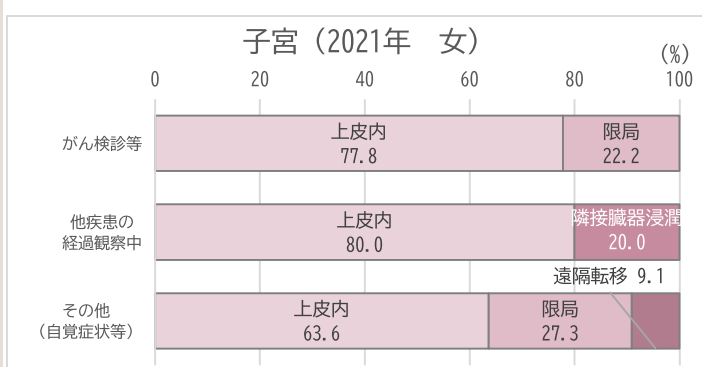 子宮（2021年　女）
(%)
0 20 40 60 80 100
がん検診等
上皮内
77.8
限局
22.2
他疾患の
経過観察中
上皮内
80.0
隣接臓器浸潤
20.0
遠隔転移 9.1
その他
（自覚症状等）
上皮内
63.6
限局
27.3